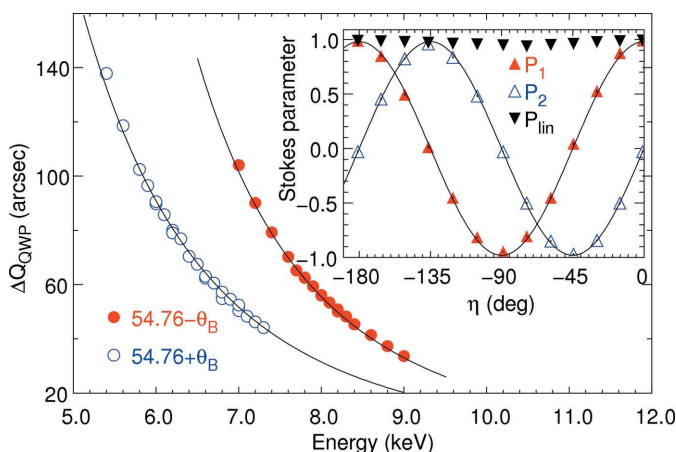 140
100
60
20
5.0 6.0 7.0 8.0 9.0 10.0 11.0 12.0
Energy (keV)
ΔQ_QWP (arcsec)
54.76−θ_B
54.76+θ_B
1.0
0.5
0.0
−0.5
−1.0
−180 −135 −90 −45 0
η (deg)
Stokes parameter
P_1
P_2
P_lin